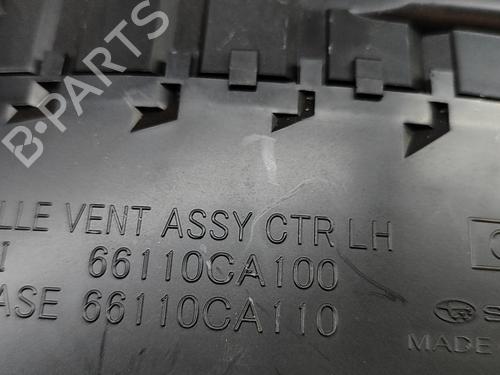 B-PARTS
LLE VENT ASSY CTR LH
I 66110CA100
ASE 66110CA110
S
MADE